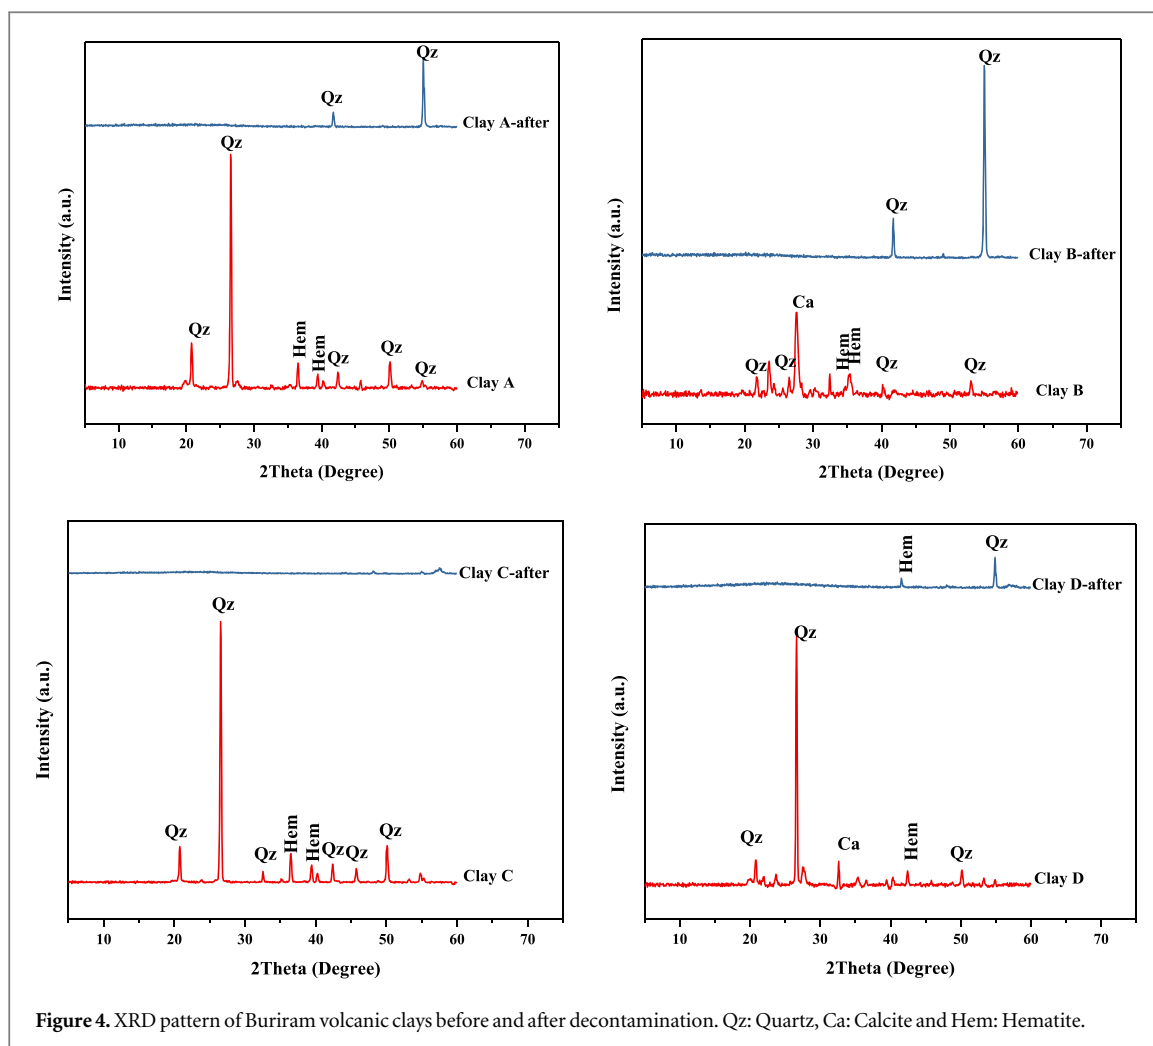 Qz
Qz
Clay A-after
Qz
Qz
Hem
Hem
Qz
Qz
Qz
Clay A
Intensity (a.u.)
10 20 30 40 50 60 70
2Theta (Degree)
Qz
Qz
Clay B-after
Ca
Qz
Qz
Hem
Hem
Qz
Qz
Clay B
Intensity (a.u.)
10 20 30 40 50 60 70
2Theta (Degree)
Clay C-after
Qz
Qz
Qz
Hem
Hem
Qz
Qz
Qz
Clay C
Intensity (a.u.)
10 20 30 40 50 60 70
2Theta (Degree)
Hem
Qz
Clay D-after
Qz
Qz
Ca
Hem
Qz
Clay D
Intensity (a.u.)
10 20 30 40 50 60 70
2Theta (Degree)
Figure 4. XRD pattern of Buriram volcanic clays before and after decontamination. Qz: Quartz, Ca: Calcite and Hem: Hematite.